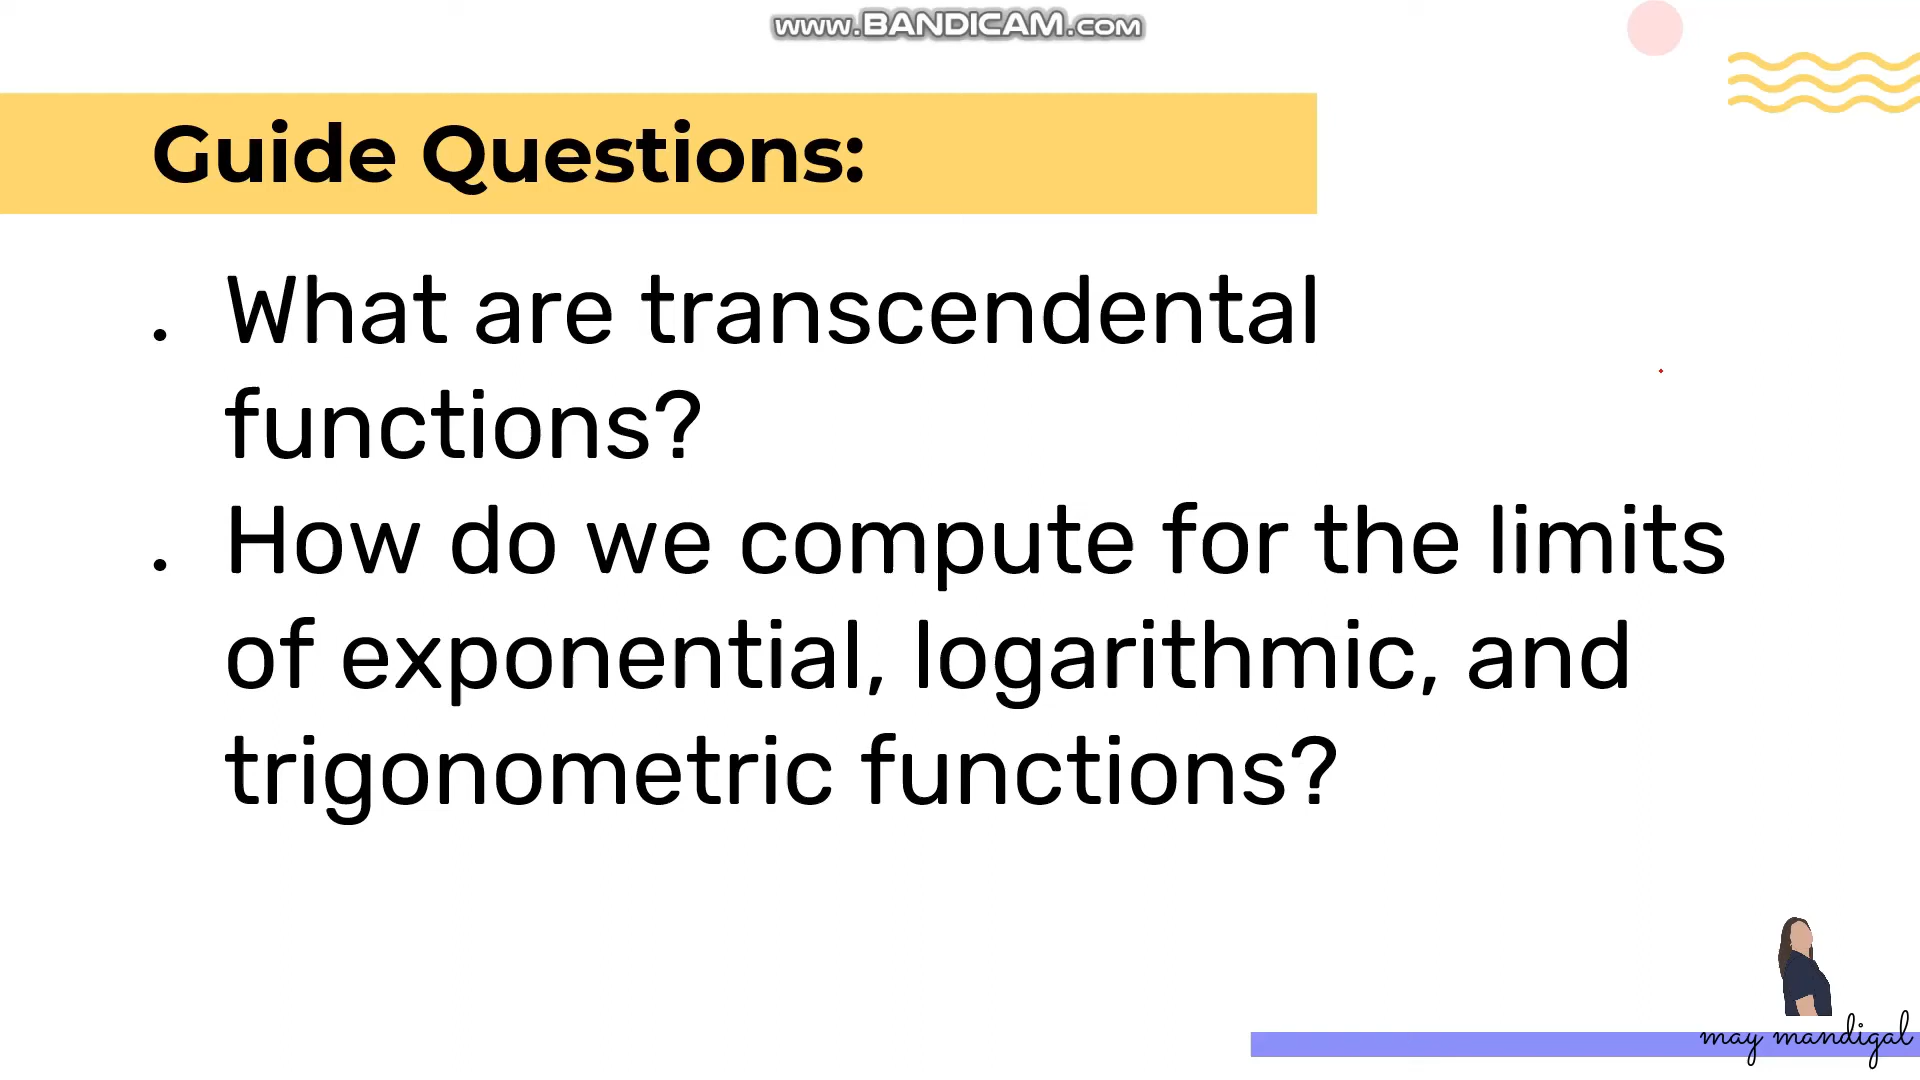 www.BANDICAM.com
Guide Questions:
. What are transcendental
functions?
. How do we compute for the limits
of exponential, logarithmic, and
trigonometric functions?
may mandigal